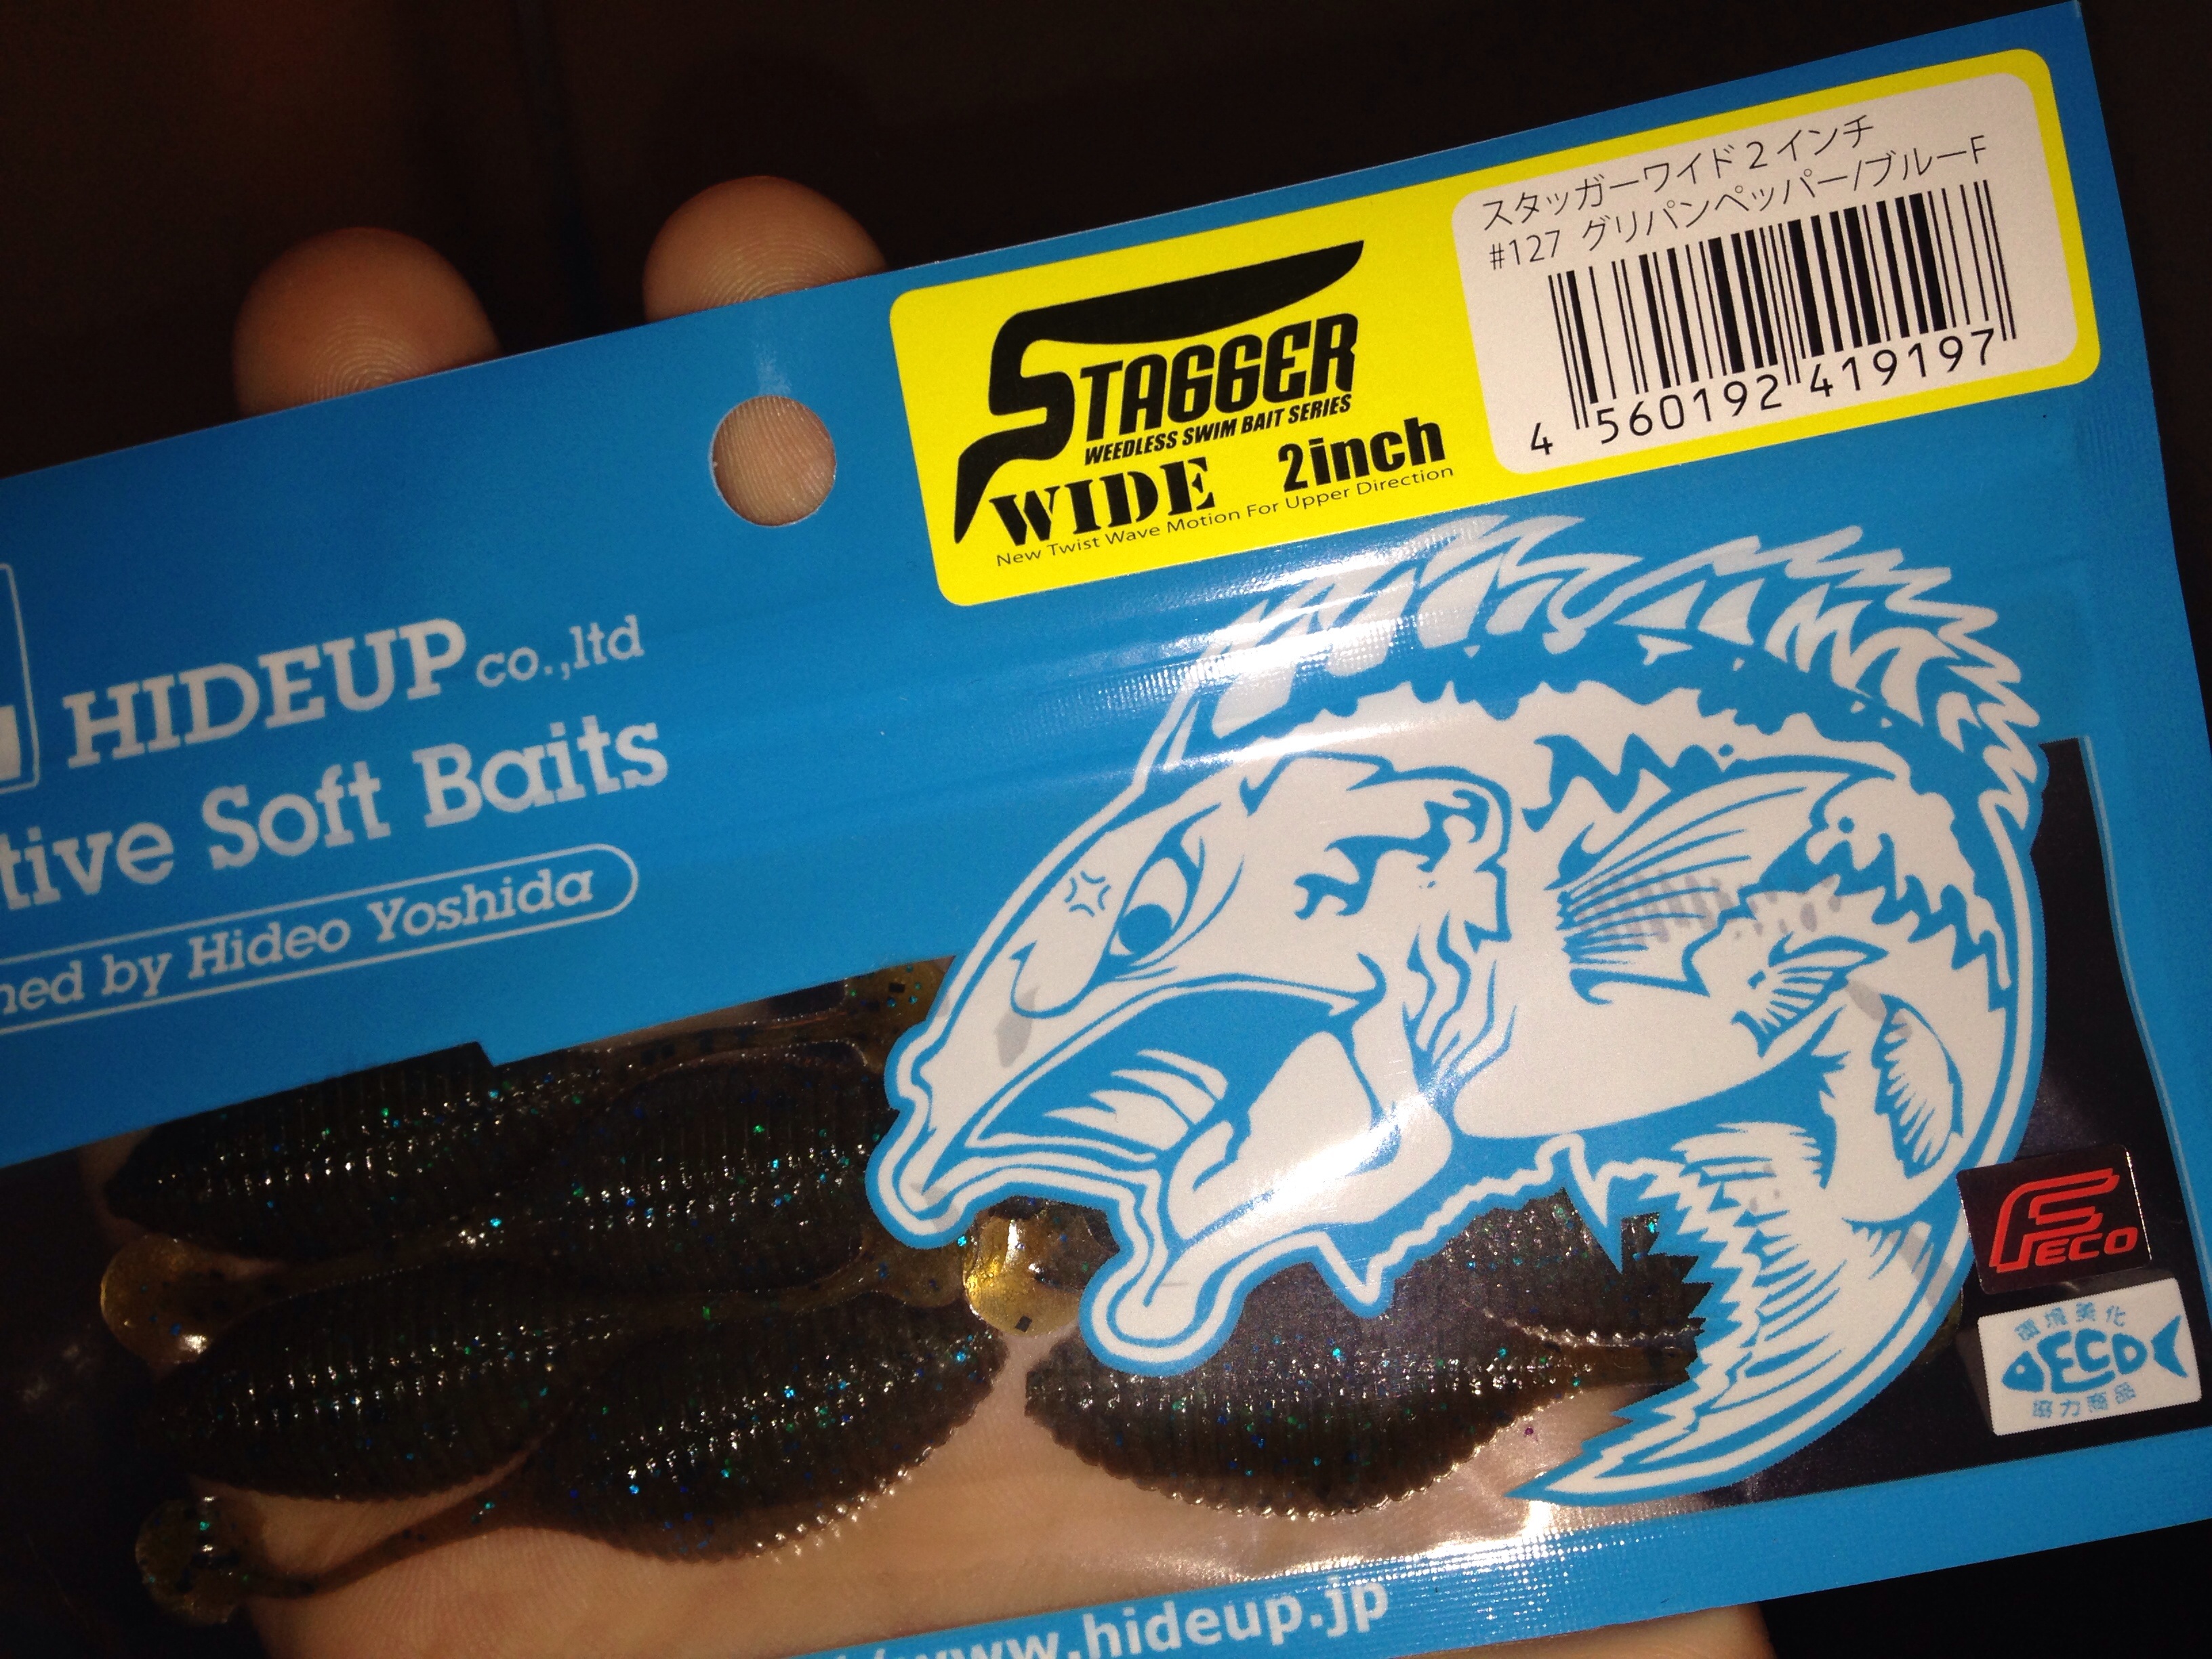 スタッガーワイド2インチ
#127 グリパンペッパー/ブルーF
4 560192 419197
STAGGER
WEEDLESS SWIM BAIT SERIES
WIDE 2inch
New Twist Wave Motion For Upper Direction
HIDEUP co.,ltd
tive Soft Baits
ned by Hideo Yoshida
FECO
環境美化
ECO
協力商品
www.hideup.jp